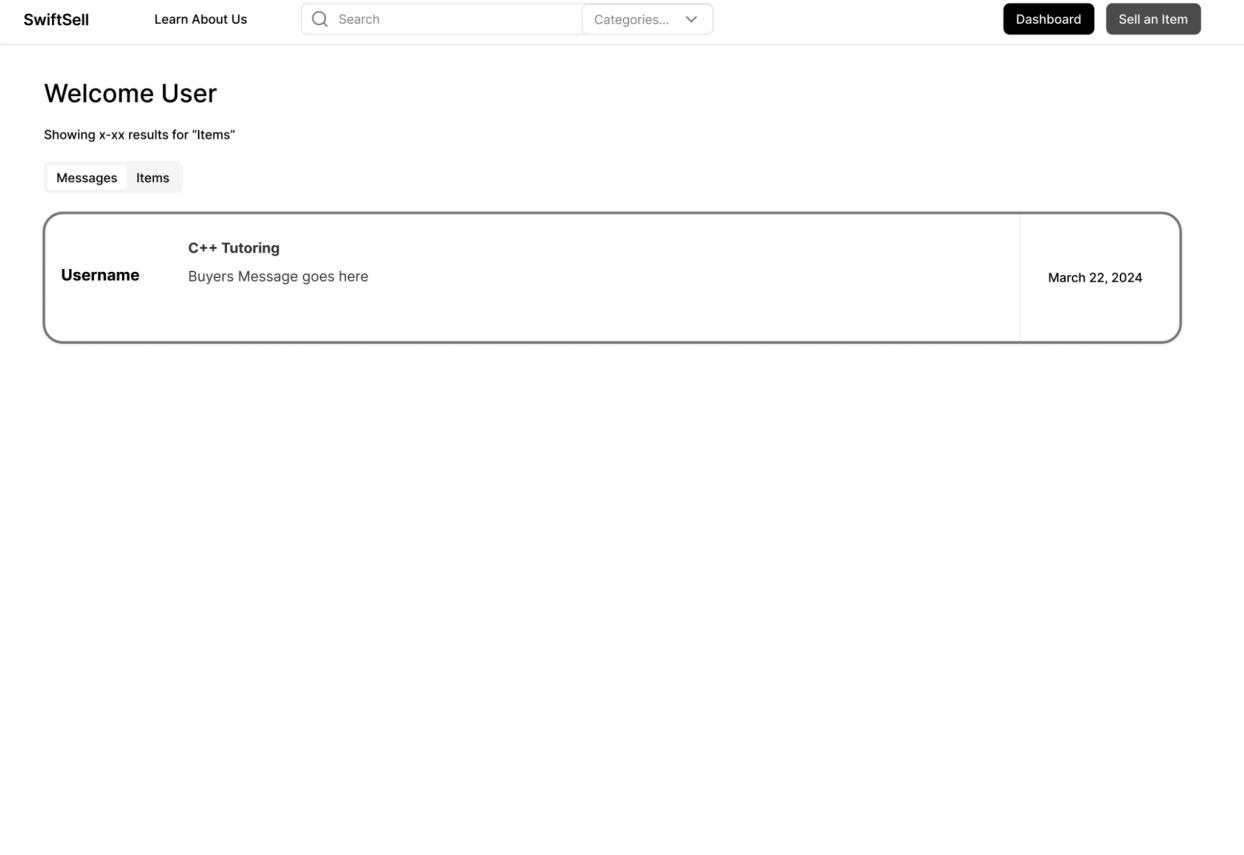 SwiftSell Learn About Us Search Categories... Dashboard Sell an Item
Welcome User
Showing x-xx results for “Items”
Messages Items
C++ Tutoring
Username
Buyers Message goes here
March 22, 2024